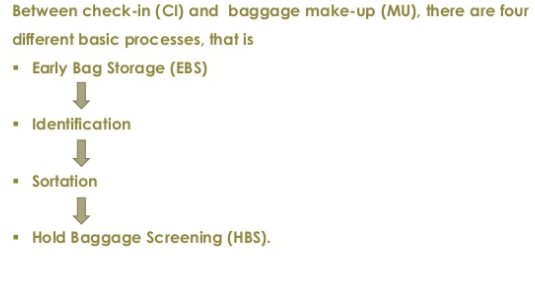 Between check-in (CI) and baggage make-up (MU), there are four
different basic processes, that is
▪ Early Bag Storage (EBS)
▪ Identification
▪ Sortation
▪ Hold Baggage Screening (HBS).